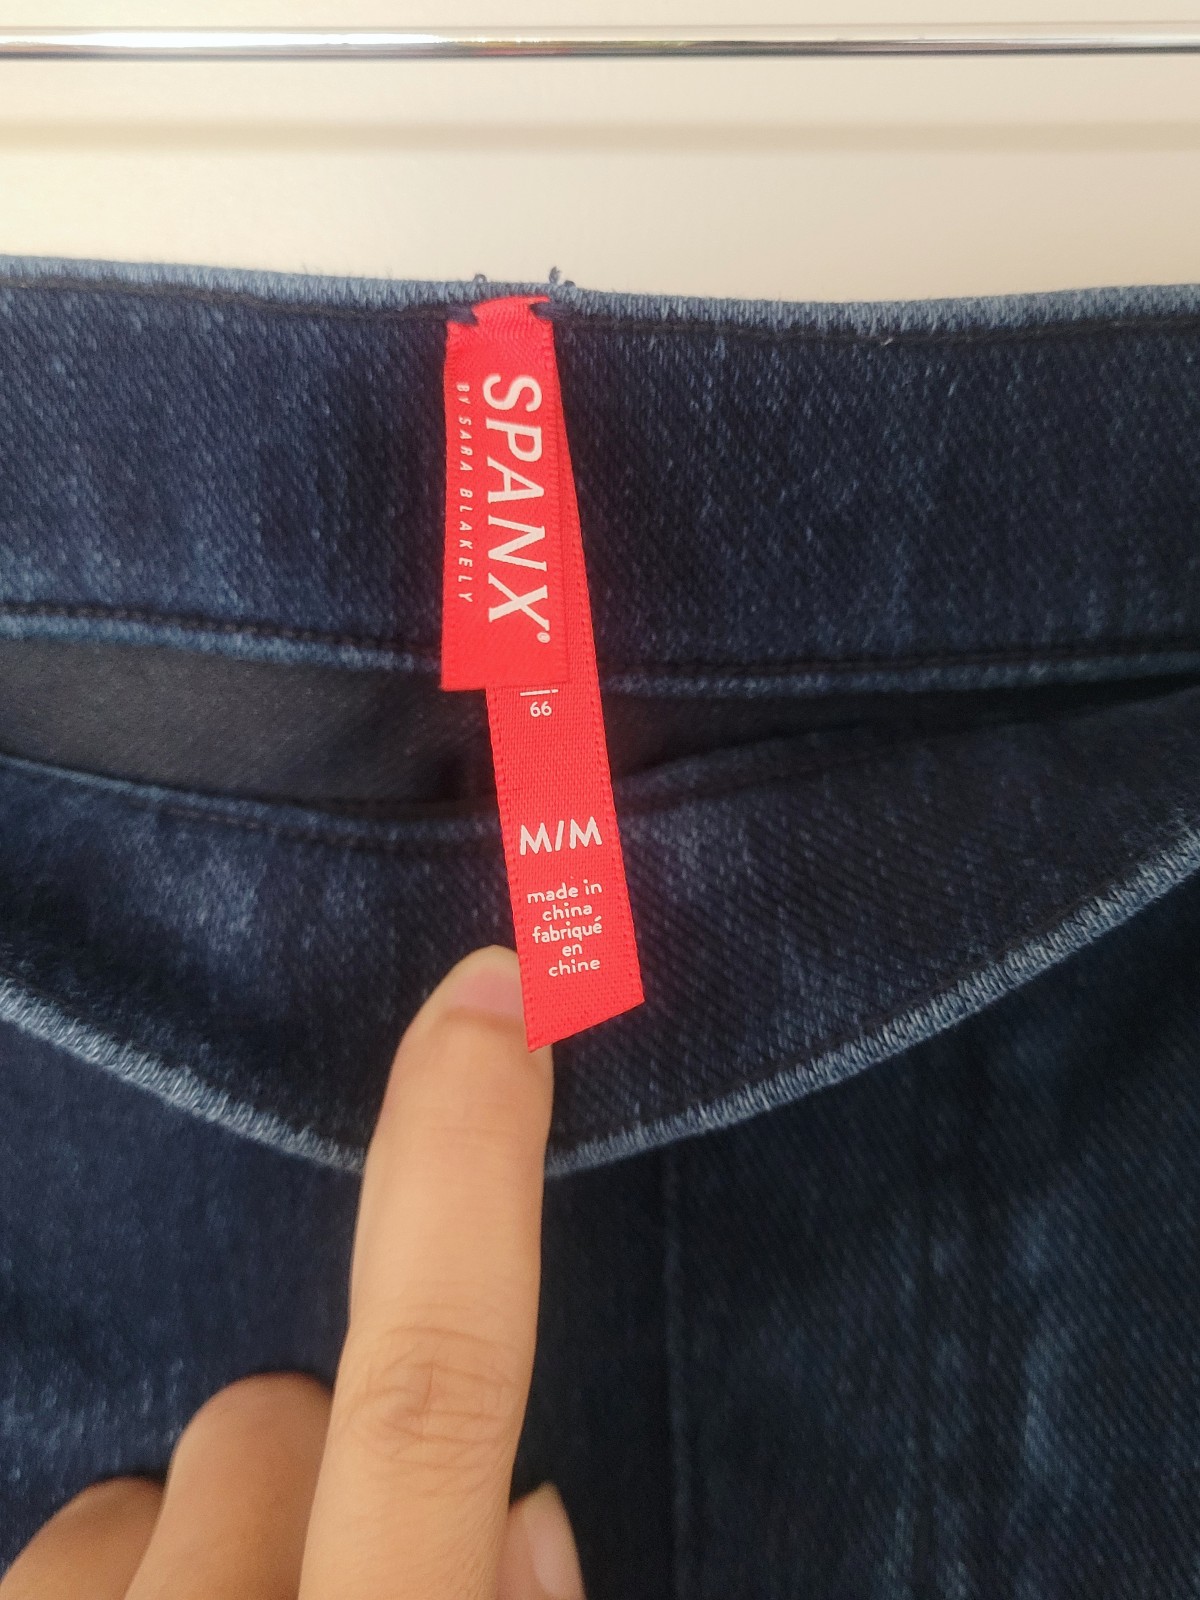 SPANX®
BY SARA BLAKELY
66
M/M
made in
china
fabriqué
en
chine